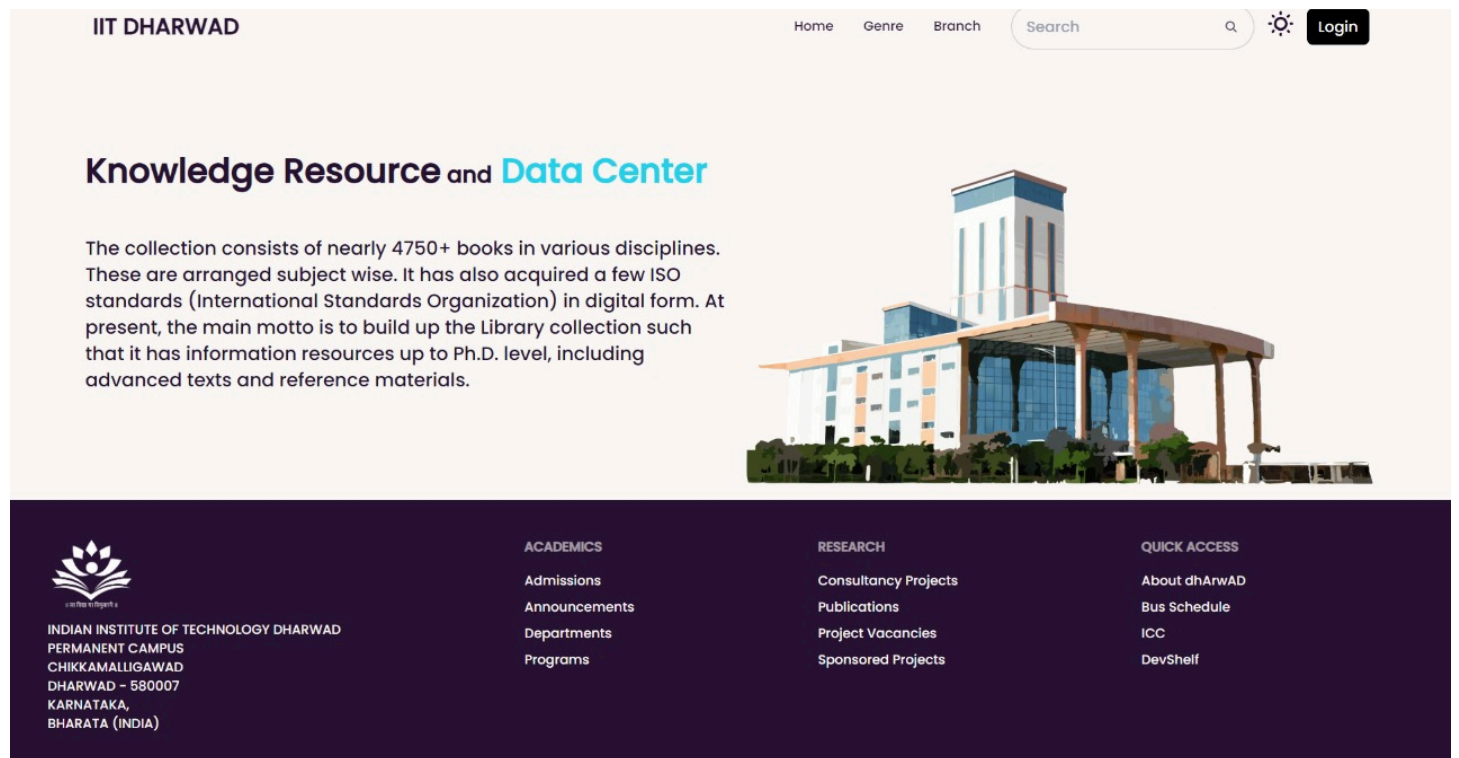 IIT DHARWAD
Home Genre Branch Search Login
Knowledge Resource and Data Center
The collection consists of nearly 4750+ books in various disciplines.
These are arranged subject wise. It has also acquired a few ISO
standards (International Standards Organization) in digital form. At
present, the main motto is to build up the Library collection such
that it has information resources up to Ph.D. level, including
advanced texts and reference materials.
INDIAN INSTITUTE OF TECHNOLOGY DHARWAD
PERMANENT CAMPUS
CHIKKAMALLIGAWAD
DHARWAD - 580007
KARNATAKA,
BHARATA (INDIA)
ACADEMICS
Admissions
Announcements
Departments
Programs
RESEARCH
Consultancy Projects
Publications
Project Vacancies
Sponsored Projects
QUICK ACCESS
About dhArwAD
Bus Schedule
ICC
DevShelf